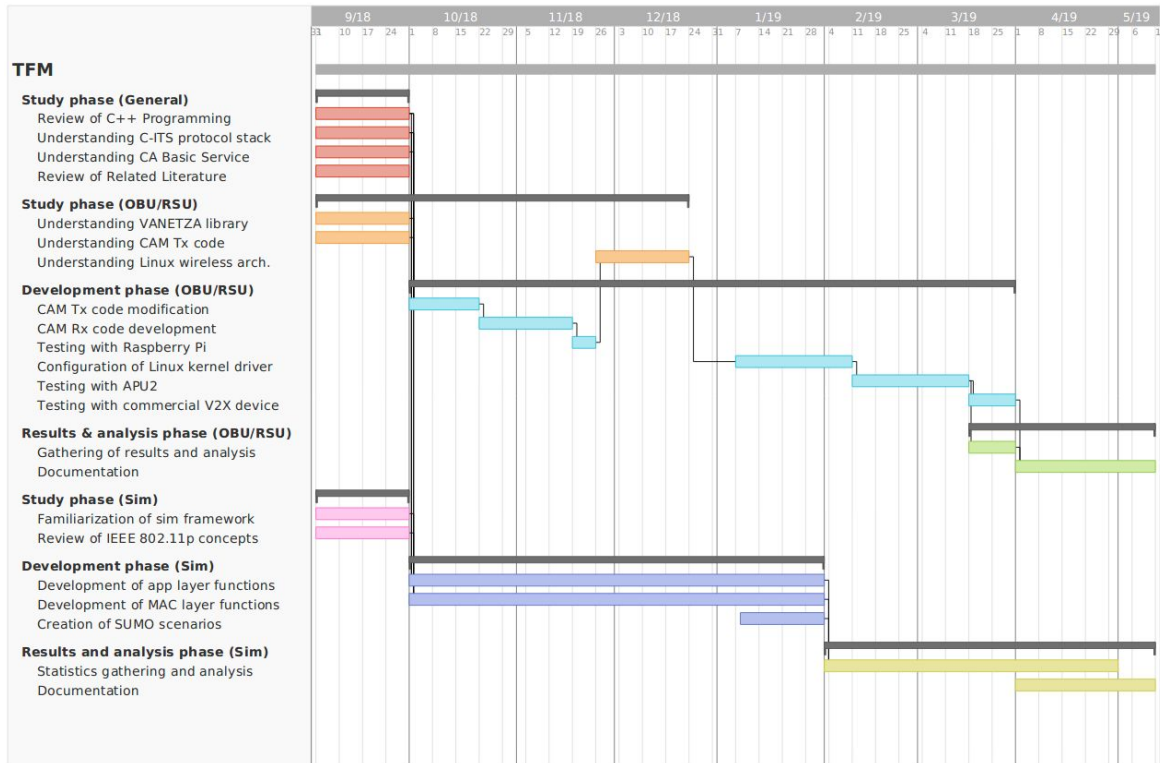 9/18 10/18 11/18 12/18 1/19 2/19 3/19 4/19 5/19
31 10 17 24 1 8 15 22 29 5 12 19 26 3 10 17 24 31 7 14 21 28 4 11 18 25 4 11 18 25 1 8 15 22 29 6 1
TFM
Study phase (General)
Review of C++ Programming
Understanding C-ITS protocol stack
Understanding CA Basic Service
Review of Related Literature
Study phase (OBU/RSU)
Understanding VANETZA library
Understanding CAM Tx code
Understanding Linux wireless arch.
Development phase (OBU/RSU)
CAM Tx code modification
CAM Rx code development
Testing with Raspberry Pi
Configuration of Linux kernel driver
Testing with APU2
Testing with commercial V2X device
Results & analysis phase (OBU/RSU)
Gathering of results and analysis
Documentation
Study phase (Sim)
Familiarization of sim framework
Review of IEEE 802.11p concepts
Development phase (Sim)
Development of app layer functions
Development of MAC layer functions
Creation of SUMO scenarios
Results and analysis phase (Sim)
Statistics gathering and analysis
Documentation